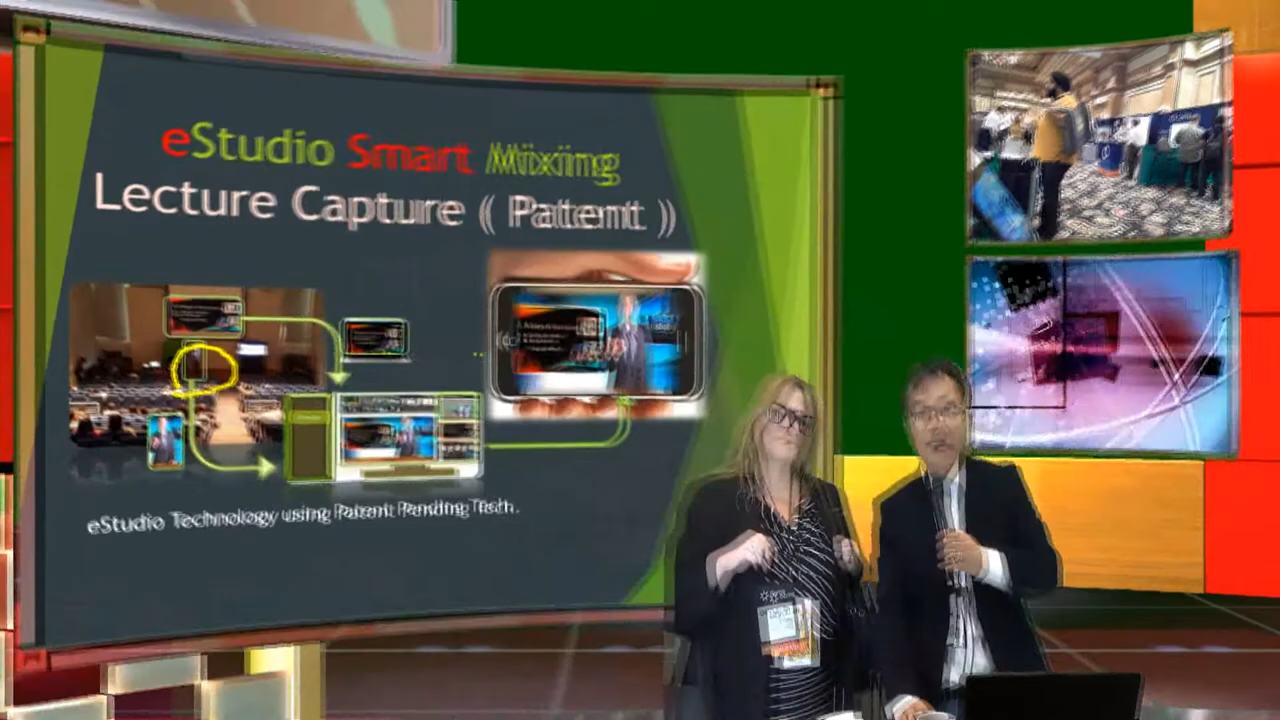 eStudio Smart Mixing
Lecture Capture ( Patent )
eStudio Technology using Patent Pending Tech.